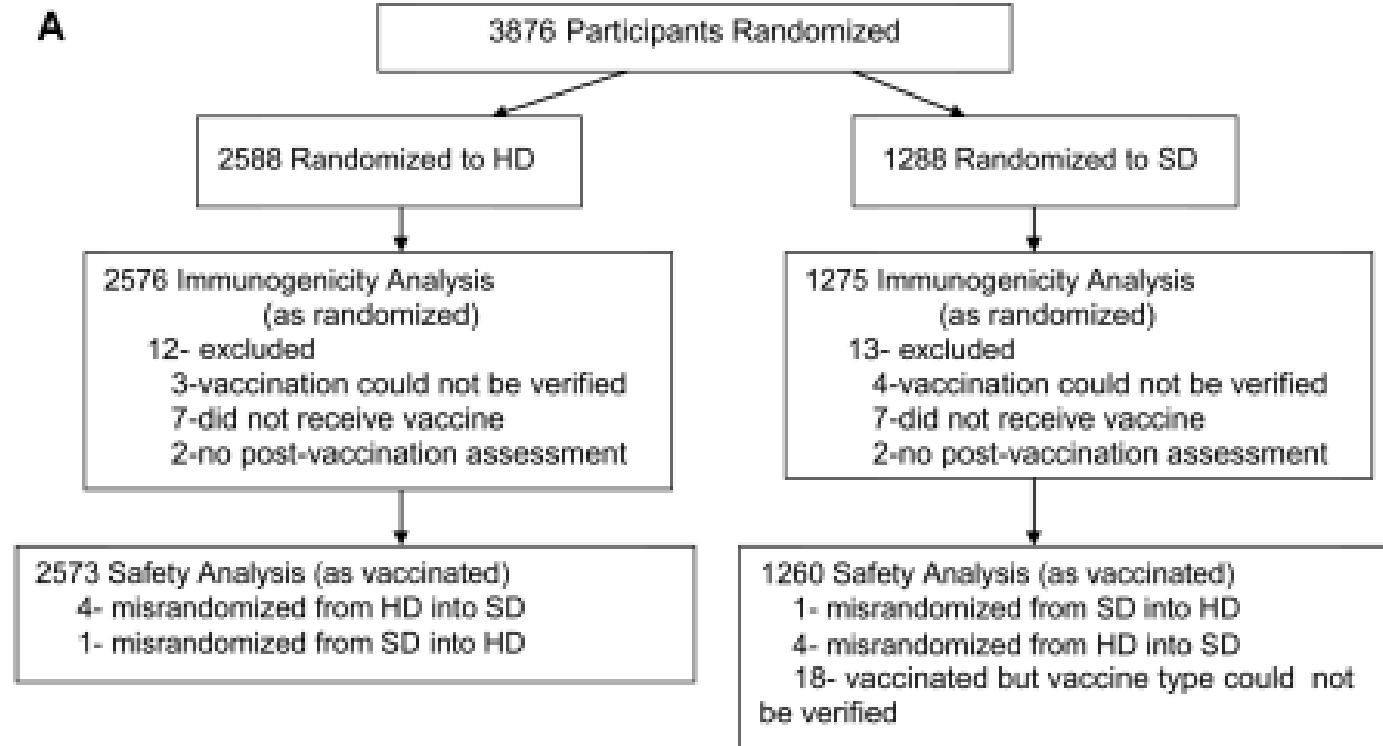 A
3876 Participants Randomized
2588 Randomized to HD
1288 Randomized to SD
2576 Immunogenicity Analysis
(as randomized)
12- excluded
3-vaccination could not be verified
7-did not receive vaccine
2-no post-vaccination assessment
1275 Immunogenicity Analysis
(as randomized)
13- excluded
4-vaccination could not be verified
7-did not receive vaccine
2-no post-vaccination assessment
2573 Safety Analysis (as vaccinated)
4- misrandomized from HD into SD
1- misrandomized from SD into HD
1260 Safety Analysis (as vaccinated)
1- misrandomized from SD into HD
4- misrandomized from HD into SD
18- vaccinated but vaccine type could not
be verified